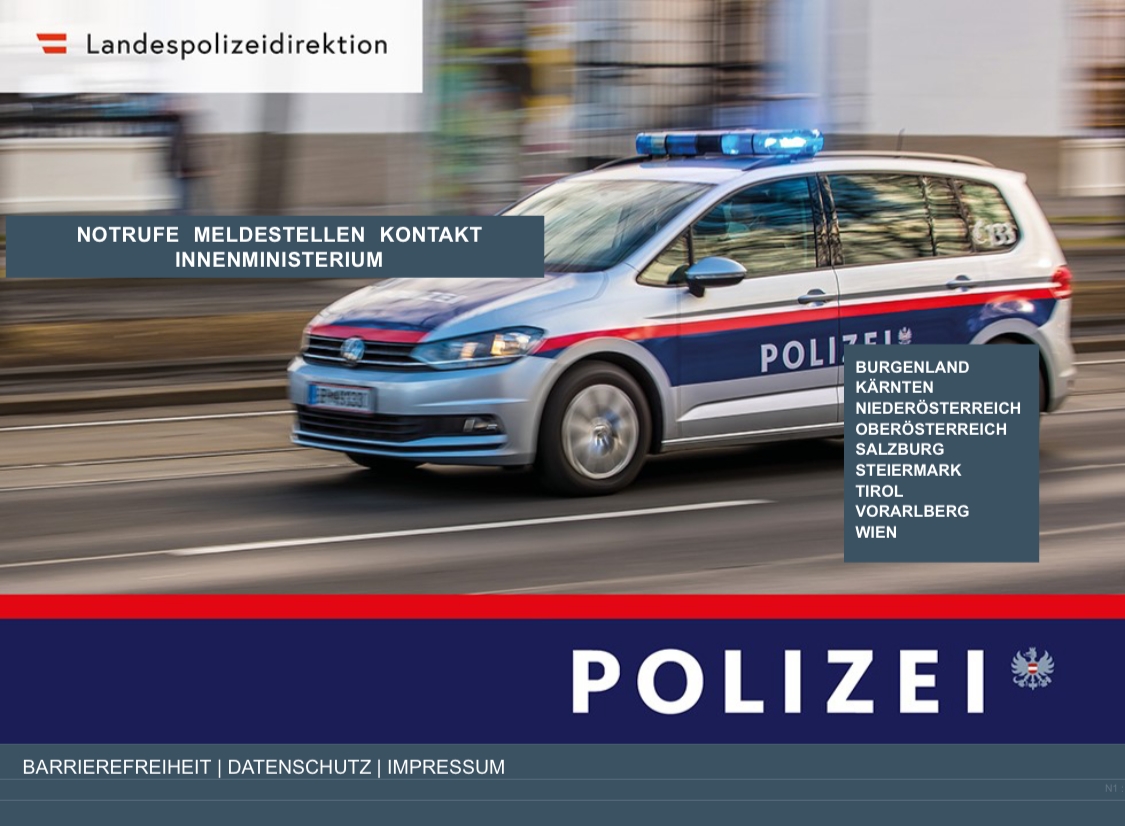 Landespolizeidirektion
NOTRUFE MELDESTELLEN KONTAKT
INNENMINISTERIUM
133
POLIZEI
BURGENLAND
KÄRNTEN
NIEDERÖSTERREICH
OBERÖSTERREICH
SALZBURG
STEIERMARK
TIROL
VORARLBERG
WIEN
POLIZEI
BARRIEREFREIHEIT | DATENSCHUTZ | IMPRESSUM